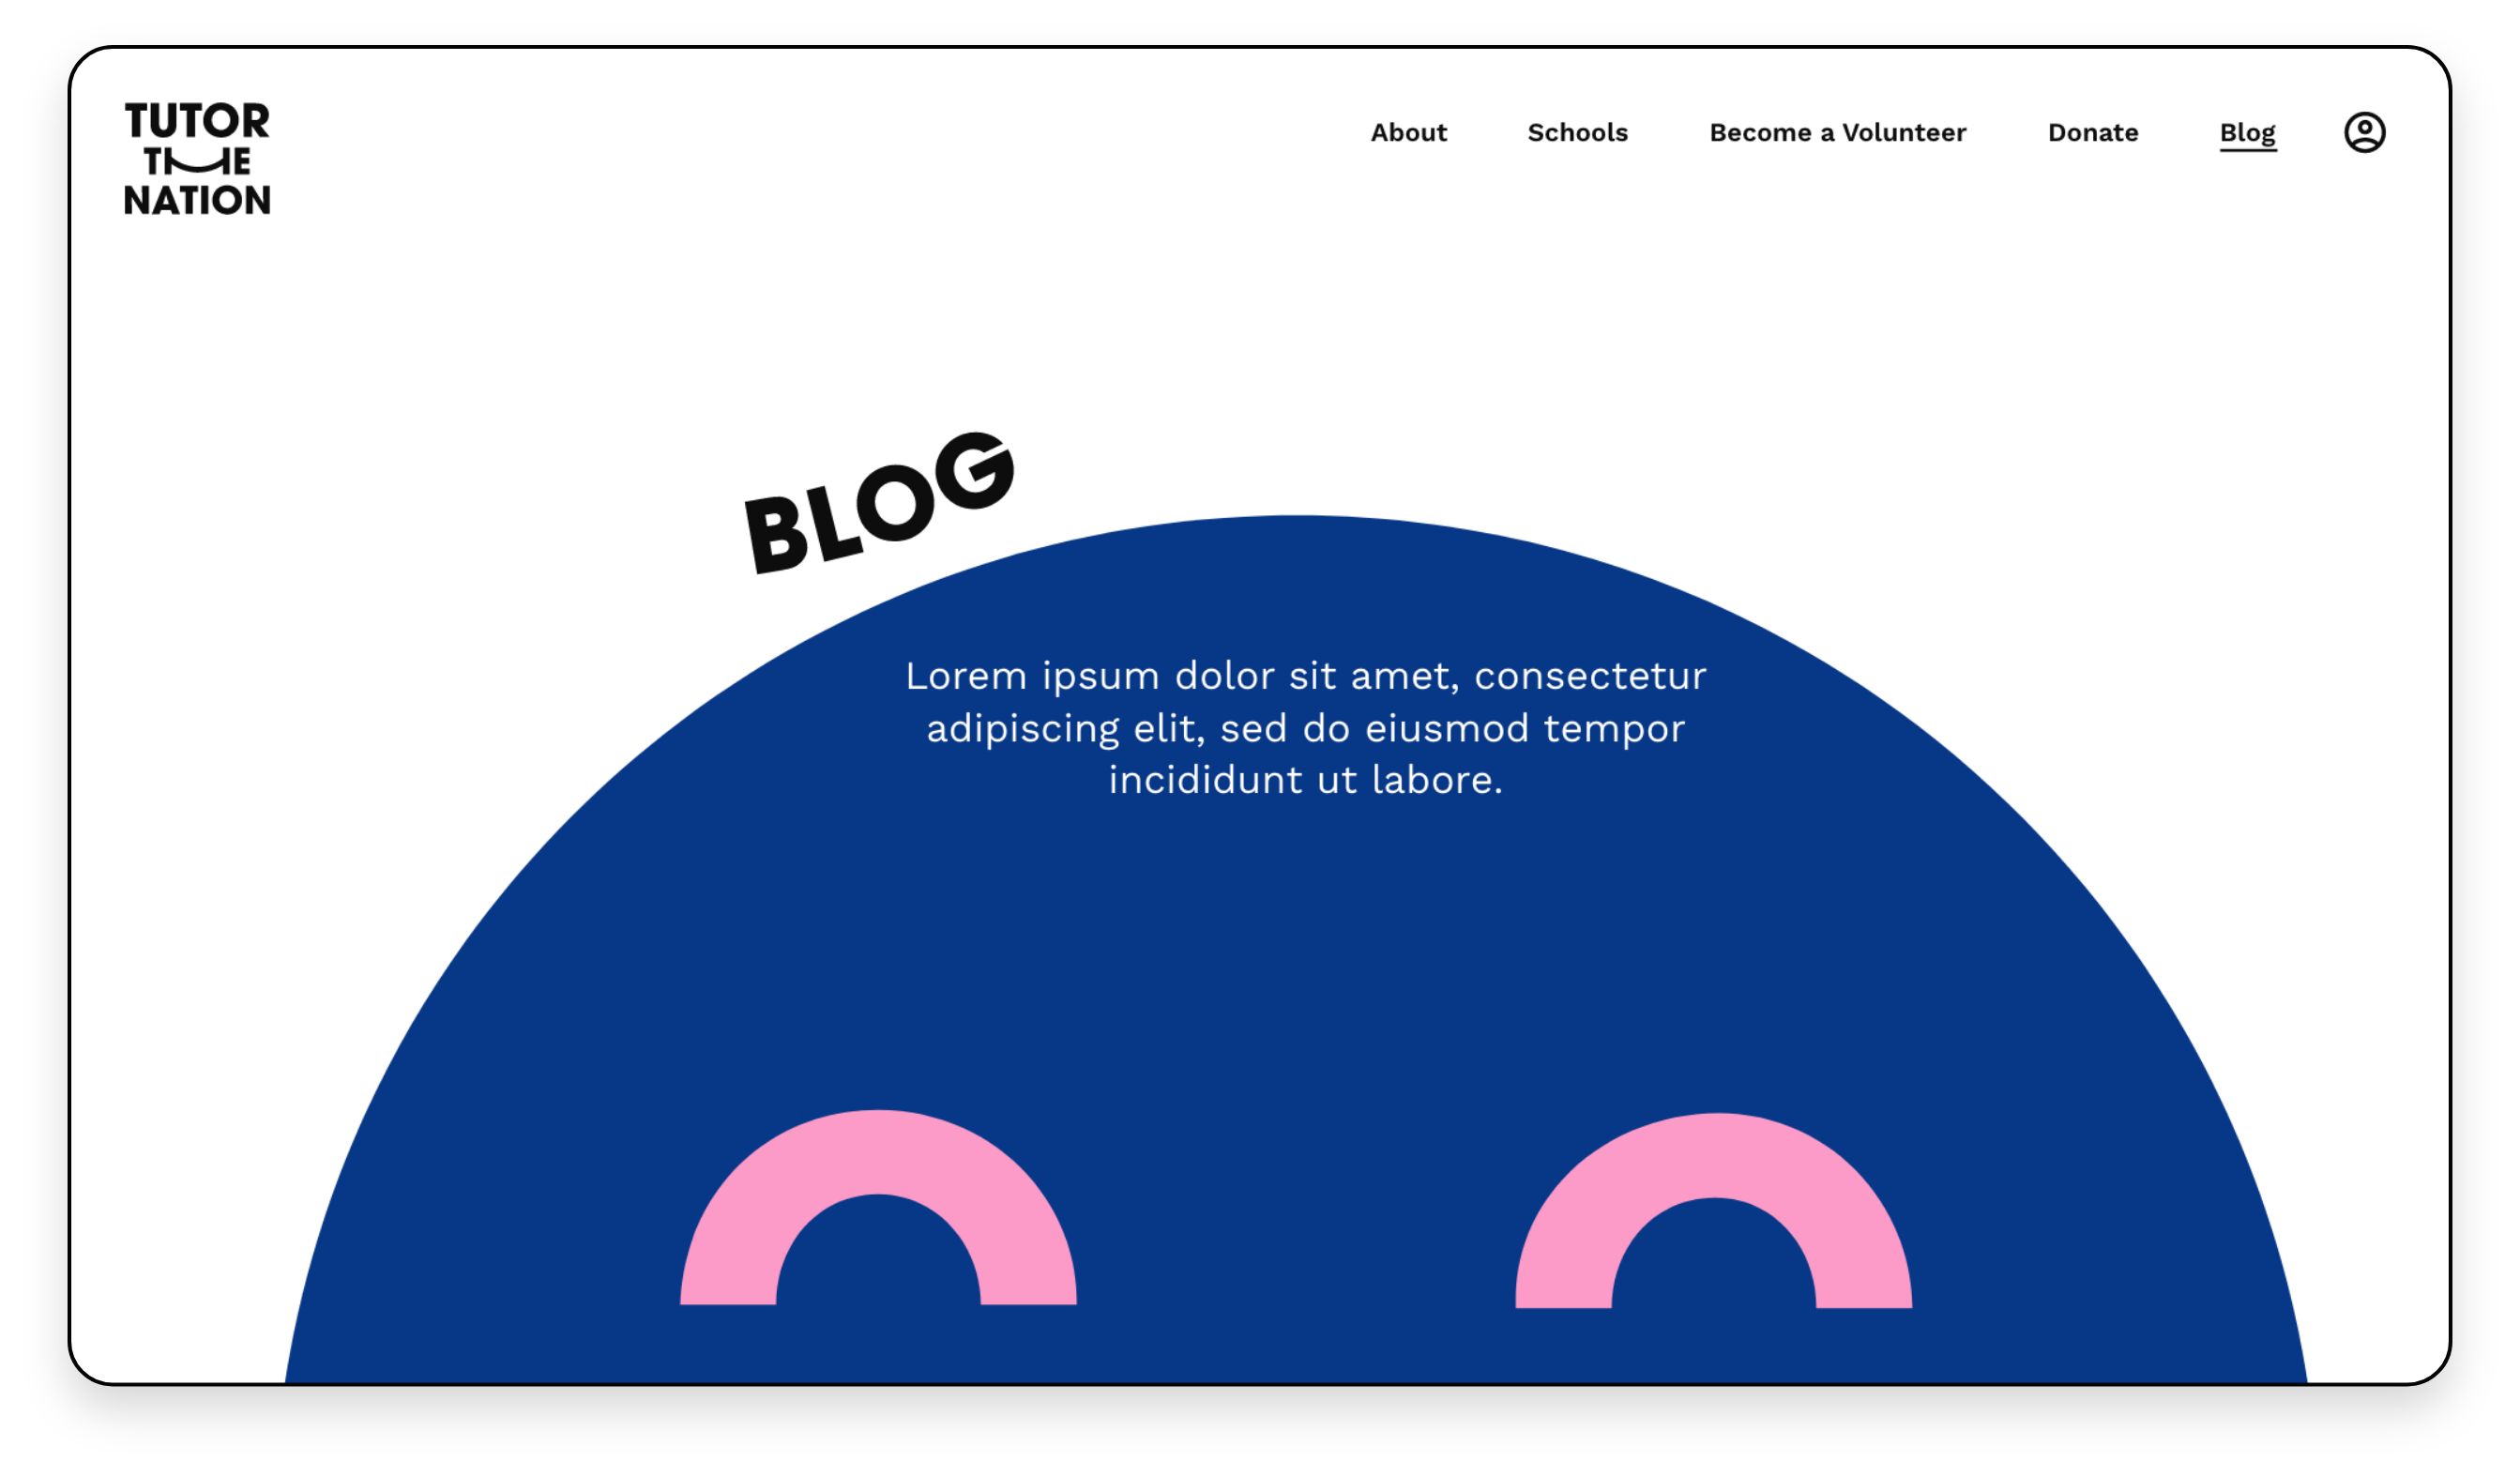 TUTOR
THE
NATION
About Schools Become a Volunteer Donate Blog
BLOG
Lorem ipsum dolor sit amet, consectetur
adipiscing elit, sed do eiusmod tempor
incididunt ut labore.